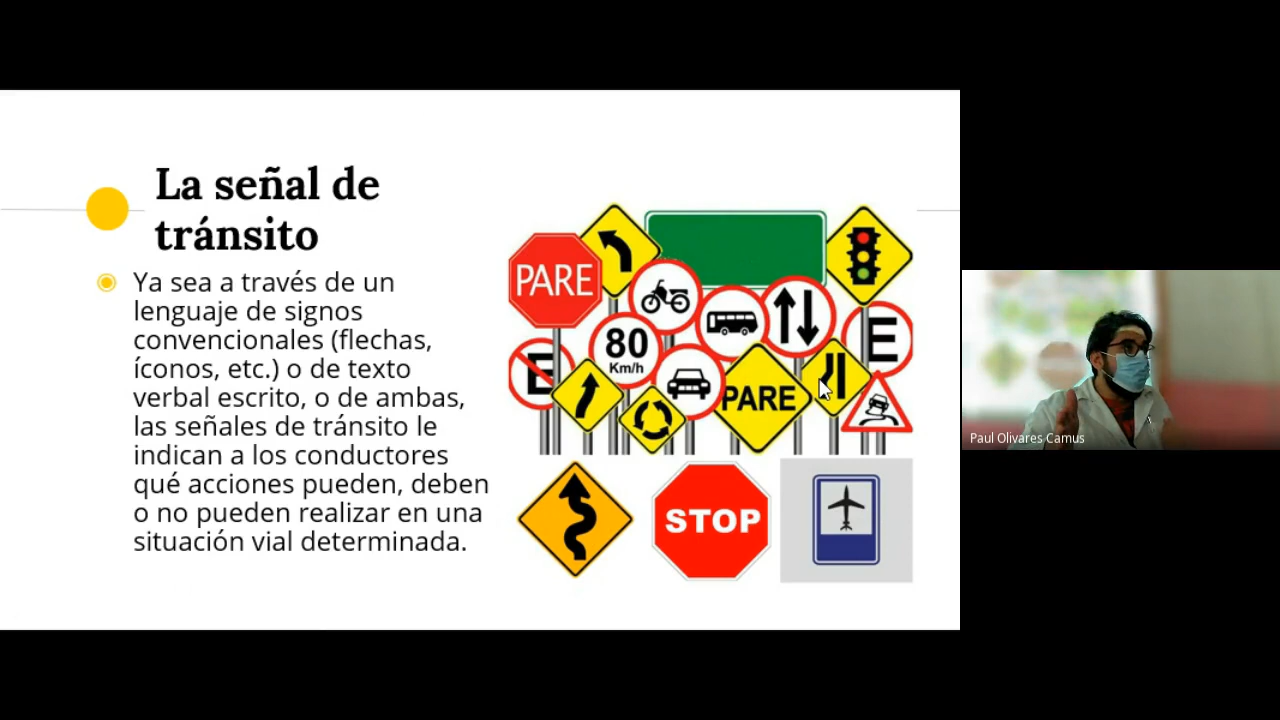 La señal de
tránsito
Ya sea a través de un
lenguaje de signos
convencionales (flechas,
íconos, etc.) o de texto
verbal escrito, o de ambas,
las señales de tránsito le
indican a los conductores
qué acciones pueden, deben
o no pueden realizar en una
situación vial determinada.
PARE
80
Km/h
E
E
PARE
STOP
Paul Olivares Camus